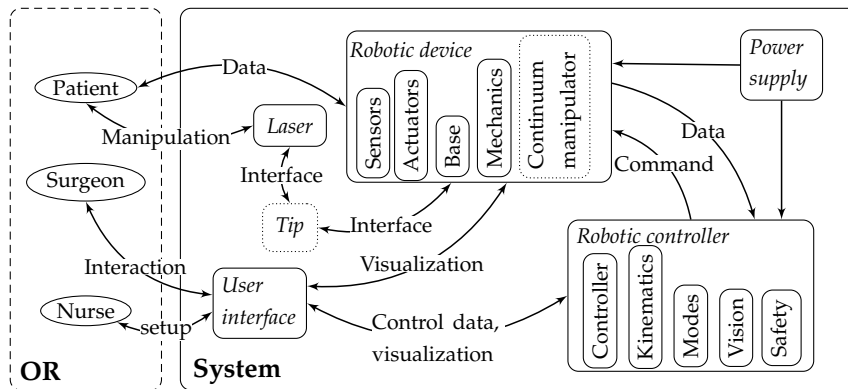 Robotic device
Power
supply
Patient
Data
Sensors
Actuators
Base
Mechanics
Continuum
manipulator
Laser
Manipulation
Data
Command
Interface
Surgeon
Tip
Interface
Robotic controller
Interaction
Visualization
User
interface
Controller
Kinematics
Modes
Vision
Safety
Nurse
setup
Control data,
visualization
OR
System